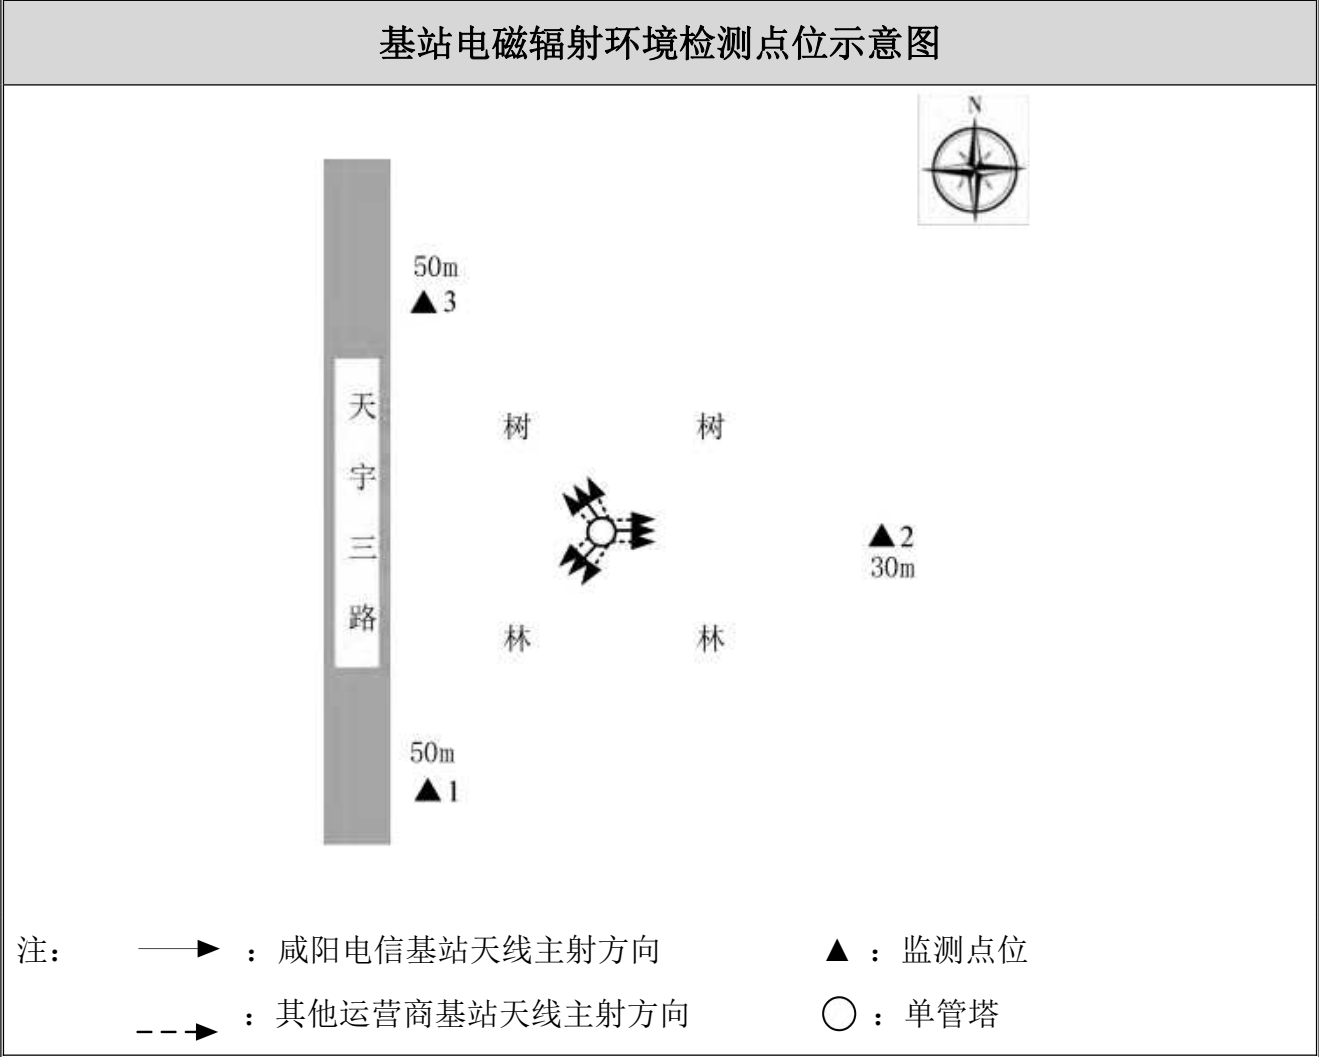 基站电磁辐射环境检测点位示意图
N
50m
▲3
天宇三路
树 树
▲2
30m
林 林
50m
▲1
注： ：咸阳电信基站天线主射方向 ▲：监测点位
：其他运营商基站天线主射方向 ：单管塔